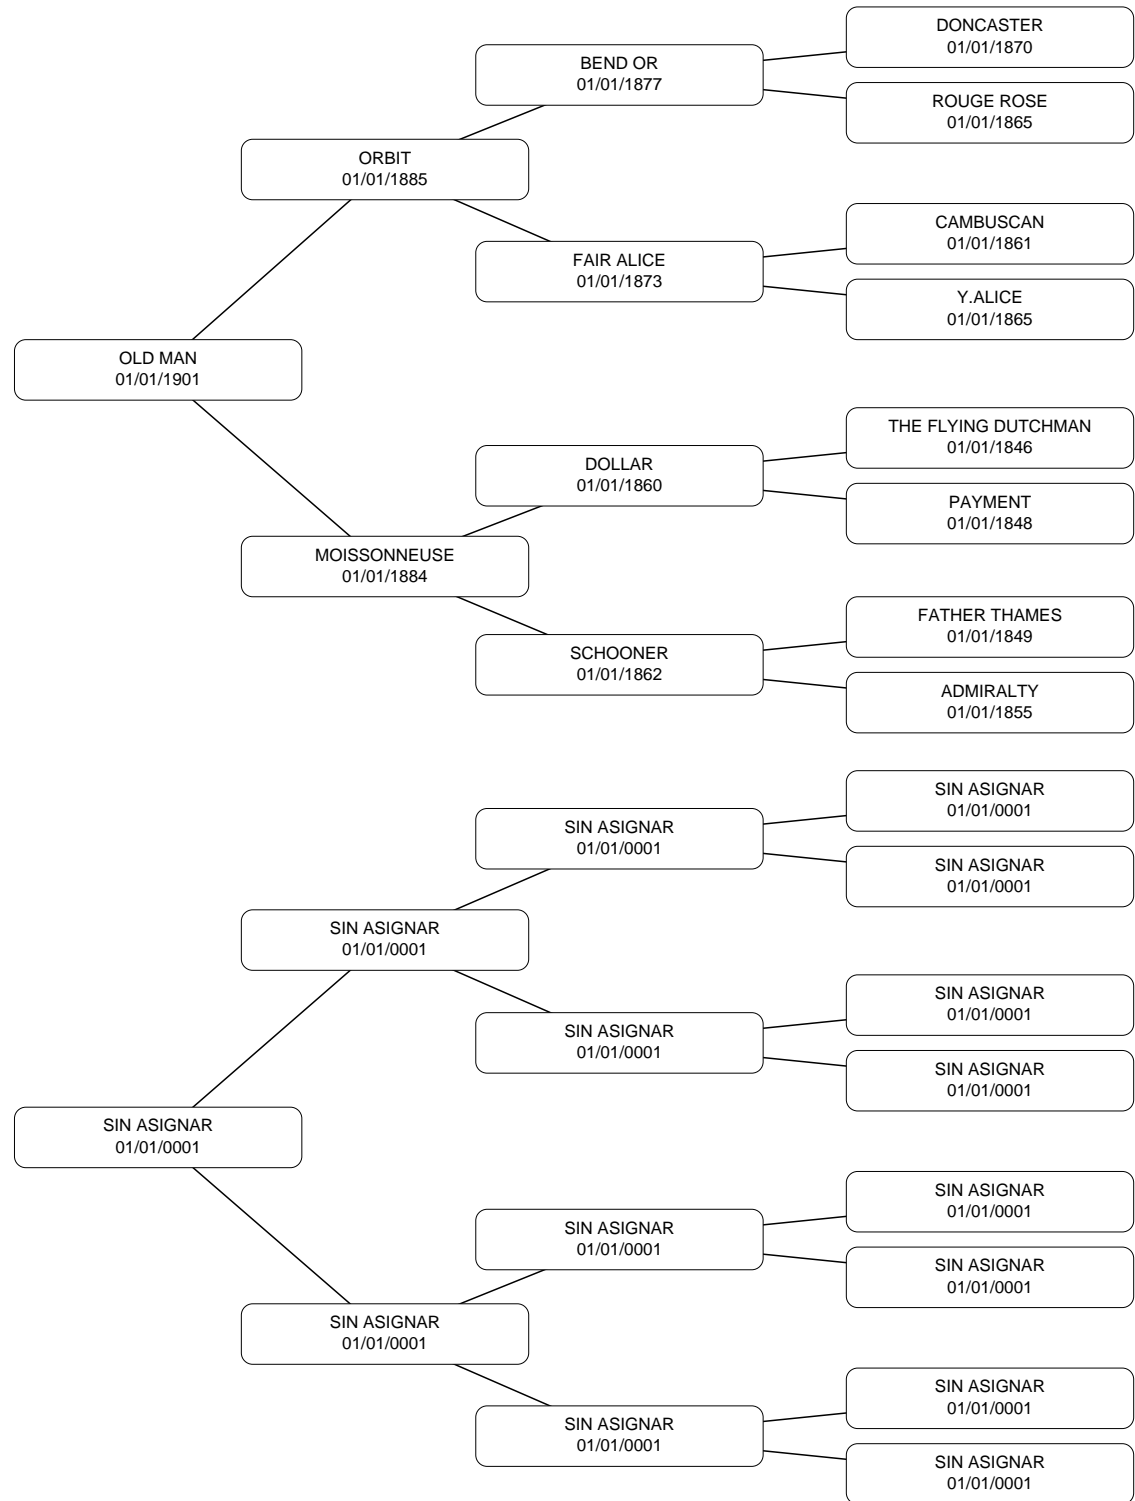 DONCASTER
01/01/1870
BEND OR
01/01/1877
ROUGE ROSE
01/01/1865
ORBIT
01/01/1885
CAMBUSCAN
01/01/1861
FAIR ALICE
01/01/1873
Y.ALICE
01/01/1865
OLD MAN
01/01/1901
THE FLYING DUTCHMAN
01/01/1846
DOLLAR
01/01/1860
PAYMENT
01/01/1848
MOISSONNEUSE
01/01/1884
FATHER THAMES
01/01/1849
SCHOONER
01/01/1862
ADMIRALTY
01/01/1855
SIN ASIGNAR
01/01/0001
SIN ASIGNAR
01/01/0001
SIN ASIGNAR
01/01/0001
SIN ASIGNAR
01/01/0001
SIN ASIGNAR
01/01/0001
SIN ASIGNAR
01/01/0001
SIN ASIGNAR
01/01/0001
SIN ASIGNAR
01/01/0001
SIN ASIGNAR
01/01/0001
SIN ASIGNAR
01/01/0001
SIN ASIGNAR
01/01/0001
SIN ASIGNAR
01/01/0001
SIN ASIGNAR
01/01/0001
SIN ASIGNAR
01/01/0001
SIN ASIGNAR
01/01/0001